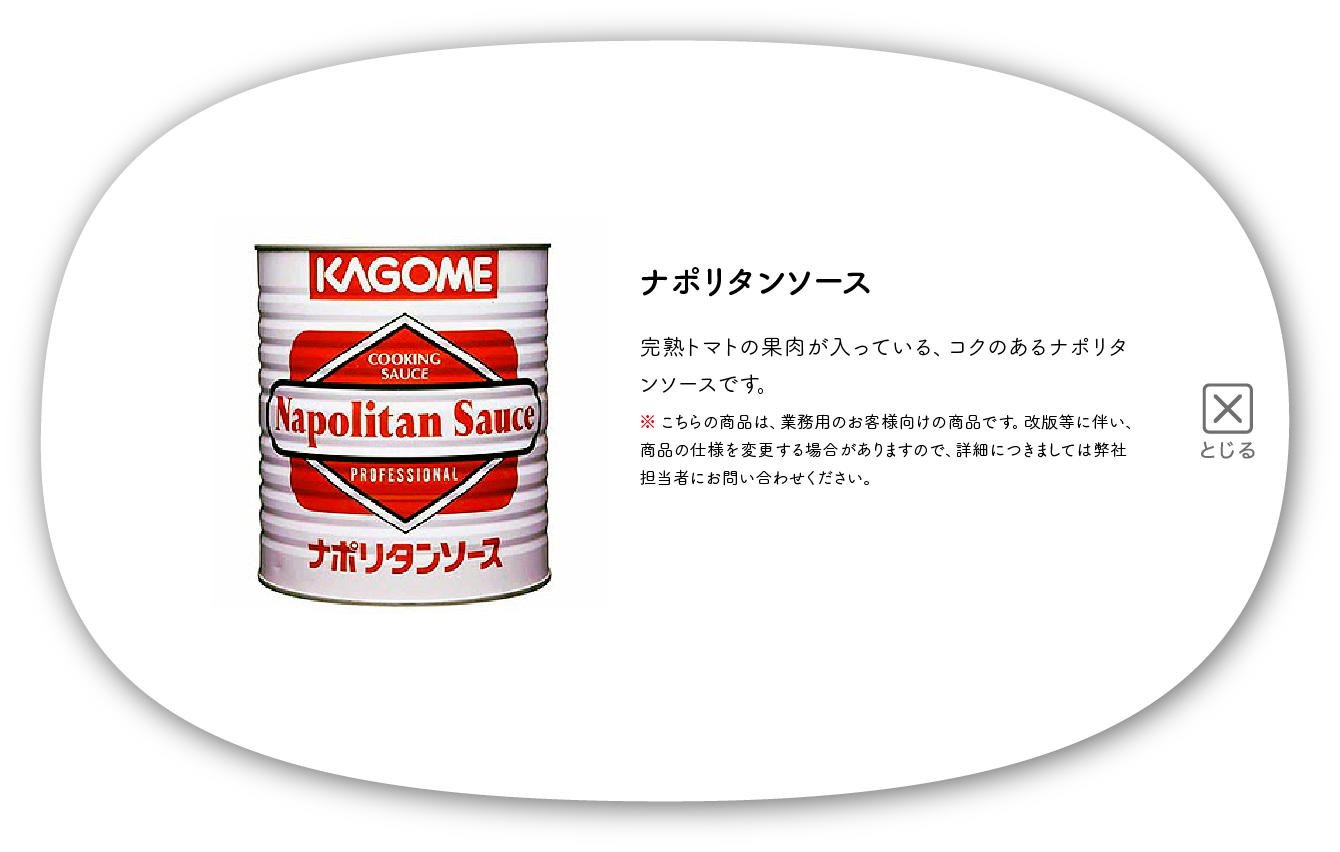 KAGOME
COOKING
SAUCE
Napolitan Sauce
PROFESSIONAL
ナポリタンソース
ナポリタンソース
完熟トマトの果肉が入っている、コクのあるナポリタ
ンソースです。
※ こちらの商品は、業務用のお客様向けの商品です。改版等に伴い、
商品の仕様を変更する場合がありますので、詳細につきましては弊社
担当者にお問い合わせください。
とじる